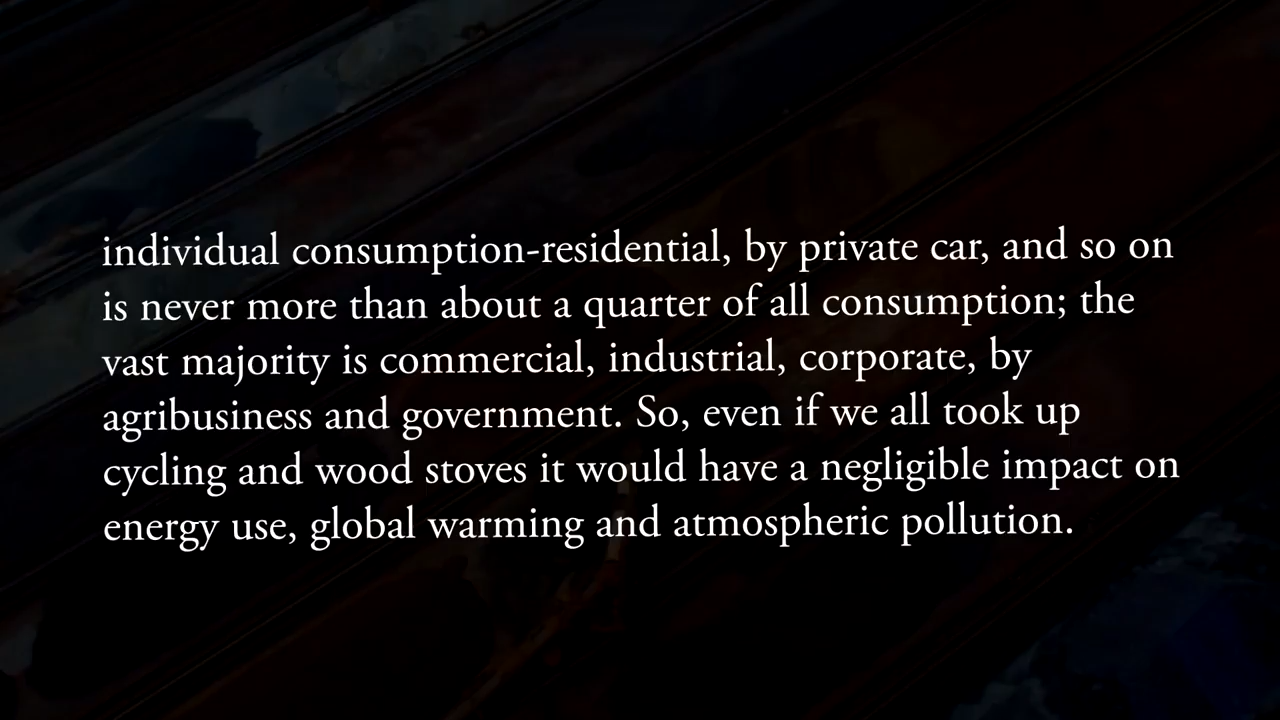 individual consumption-residential, by private car, and so on
is never more than about a quarter of all consumption; the
vast majority is commercial, industrial, corporate, by
agribusiness and government. So, even if we all took up
cycling and wood stoves it would have a negligible impact on
energy use, global warming and atmospheric pollution.